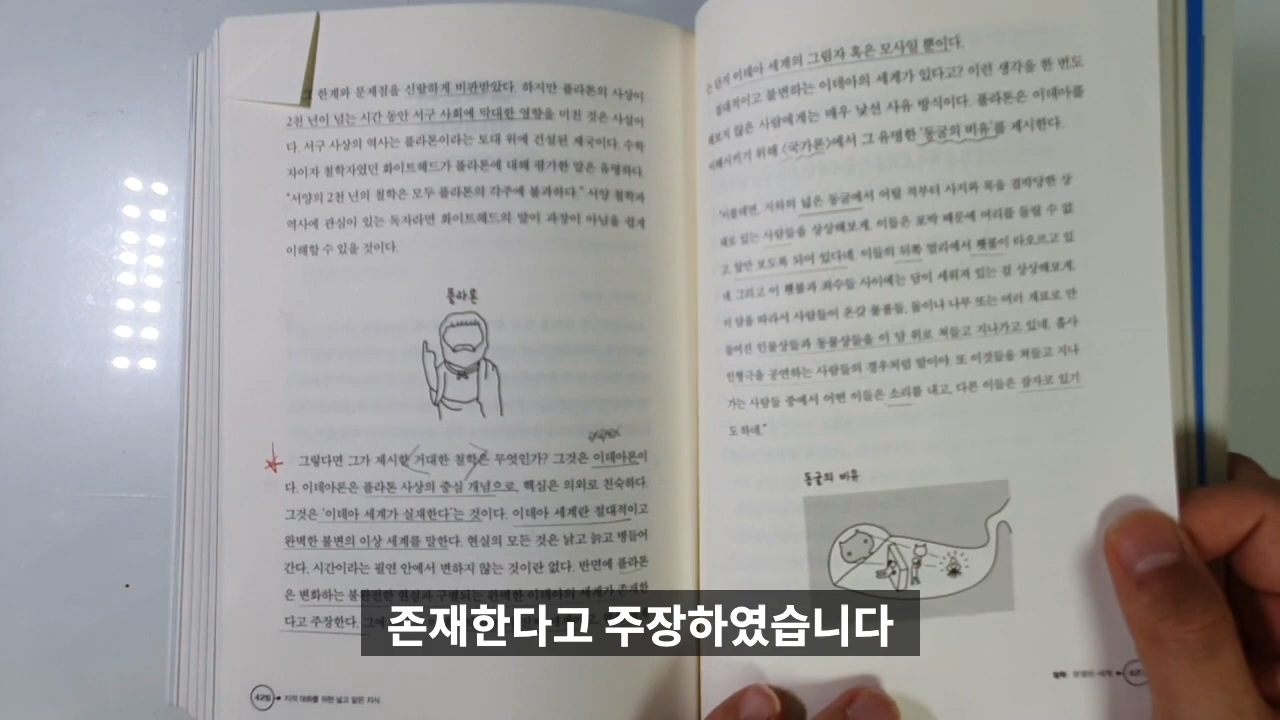 한계와 문제점을 신랄하게 비판받았다. 하지만 플라톤의 사상이
2천 년이 넘는 시간 동안 서구 사회에 막대한 영향을 미친 것은 사실이
다. 서구 사상의 역사는 플라톤이라는 토대 위에 건설된 제국이다. 수학
자이자 철학자였던 화이트헤드가 플라톤에 대해 평가한 말은 유명하다.
"서양의 2천 년의 철학은 모두 플라톤의 각주에 불과하다." 서양 철학과
역사에 관심이 있는 독자라면 화이트헤드의 말이 과장이 아님을 쉽게
이해할 수 있을 것이다.
플라톤
그렇다면 그가 제시한 거대한 철학은 무엇인가? 그것은 이데아론이
다. 이데아론은 플라톤 사상의 중심 개념으로, 핵심은 의외로 단순하다.
그것은 '이데아 세계가 실재한다'는 것이다. 이데아 세계란 절대적이고
완벽한 불변의 이상 세계를 말한다. 현실의 모든 것은 낡고 늙고 병들어
간다. 시간이라는 필연 안에서 변하지 않는 것이란 없다. 반면에 플라톤
은 변화하는 불완전한 현실과 구별되는 완벽한 이데아의 세계가 존재한
다고 주장한다.
426 지적 대화를 위한 넓고 얕은 지식
는 단지 이데아 세계의 그림자 혹은 모사일 뿐이다.
절대적이고 불변하는 이데아의 세계가 있다고? 이런 생각을 한 번도
해보지 않은 사람에게는 매우 낯선 사유 방식이다. 플라톤은 이데아를
이해시키기 위해 《국가론》에서 그 유명한 '동굴의 비유'를 제시한다.
"이를테면, 지하의 넓은 동굴에서 어릴 적부터 사지와 목을 결박당한 상
태로 있는 사람들을 상상해보게. 이들은 포박 때문에 머리를 돌릴 수 없
고, 앞만 보도록 되어 있다네. 이들의 뒤쪽 멀리에서 횃불이 타오르고 있
네. 그리고 이 횃불과 죄수들 사이에는 담이 세워져 있는 걸 상상해보게.
이 담을 따라서 사람들이 온갖 물품들, 돌이나 나무 또는 여러 재료로 만
들어진 인물상들과 동물상들을 이 담 위로 쳐들고 지나가고 있네. 흡사
인형극을 공연하는 사람들의 경우처럼 말이야. 또 이것들을 쳐들고 지나
가는 사람들 중에서 어떤 이들은 소리를 내고, 다른 이들은 잠자코 있기
도 하네."
동굴의 비유
존재한다고 주장하였습니다